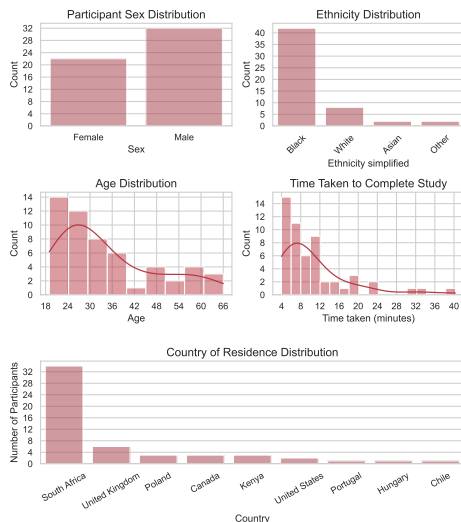 Participant Sex Distribution
Count
32
28
24
20
16
12
8
4
0
Female Male
Sex
Ethnicity Distribution
Count
40
35
30
25
20
15
10
5
0
Black White Asian Other
Ethnicity simplified
Age Distribution
Count
14
12
10
8
6
4
2
0
18 24 30 36 42 48 54 60 66
Age
Time Taken to Complete Study
Count
14
12
10
8
6
4
2
0
4 8 12 16 20 24 28 32 36 40
Time taken (minutes)
Country of Residence Distribution
Number of Participants
32
28
24
20
16
12
8
4
0
South Africa United Kingdom Poland Canada Kenya United States Portugal Hungary Chile
Country